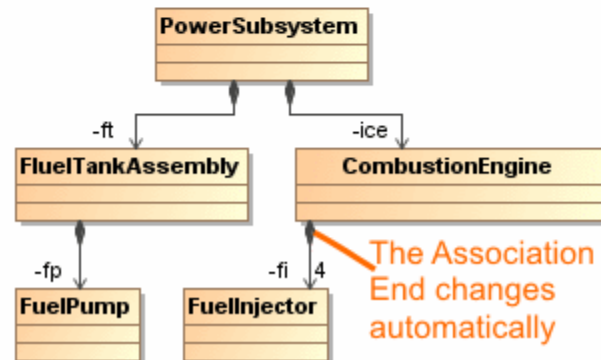 PowerSubsystem
-ft
-ice
FluelTankAssembly
CombustionEngine
-fp
-fi
4
The Association
End changes
automatically
FuelPump
FuelInjector